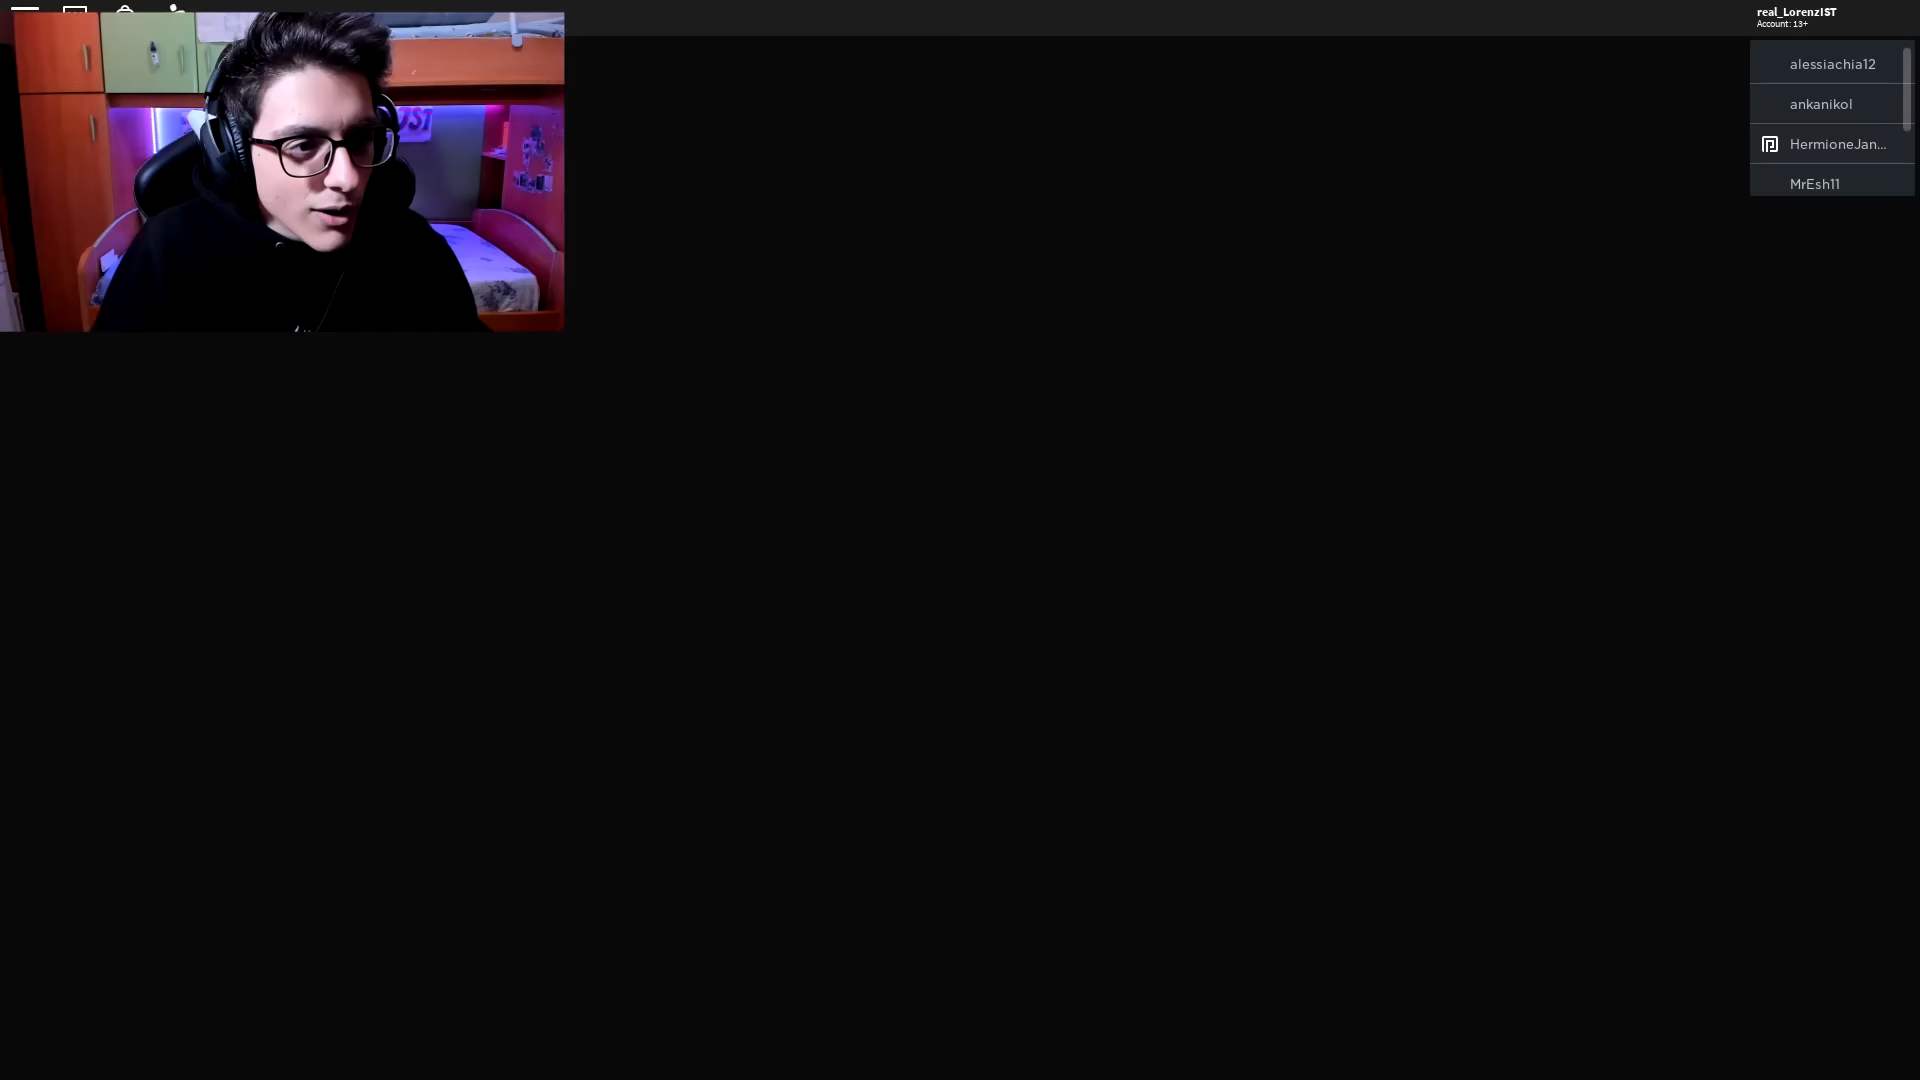 real_LorenzIST
Account: 13+
alessiachia12
ankanikol
HermioneJan...
MrEsh11